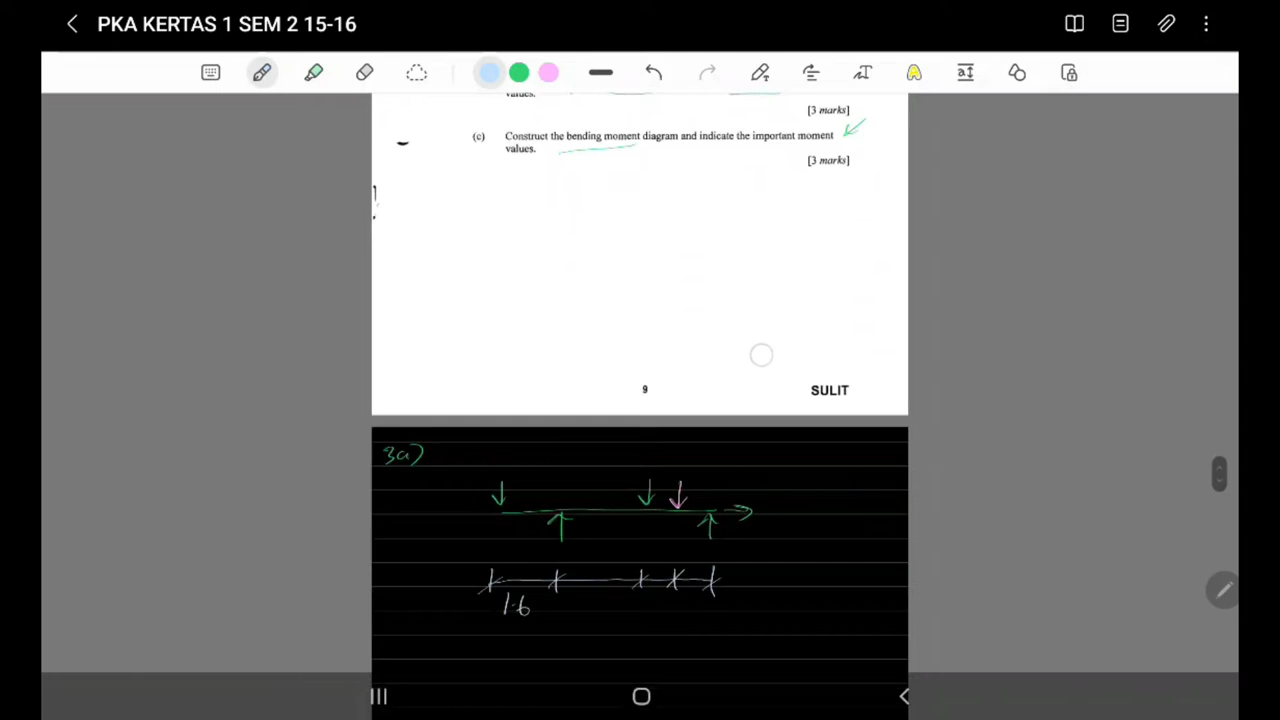 PKA KERTAS 1 SEM 2 15-16
values.
[3 marks]
(c) Construct the bending moment diagram and indicate the important moment
values.
[3 marks]
9
SULIT
3a)
1.6